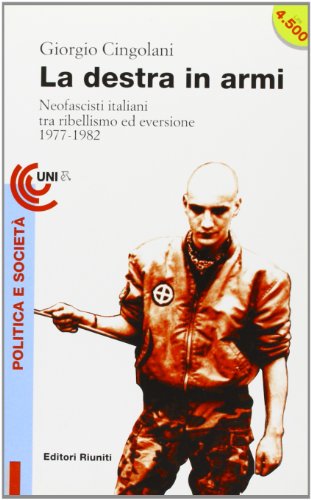 Lire
4.500
Giorgio Cingolani
La destra in armi
Neofascisti italiani
tra ribellismo ed eversione
1977-1982
UNI
POLITICA E SOCIETÀ
Editori Riuniti